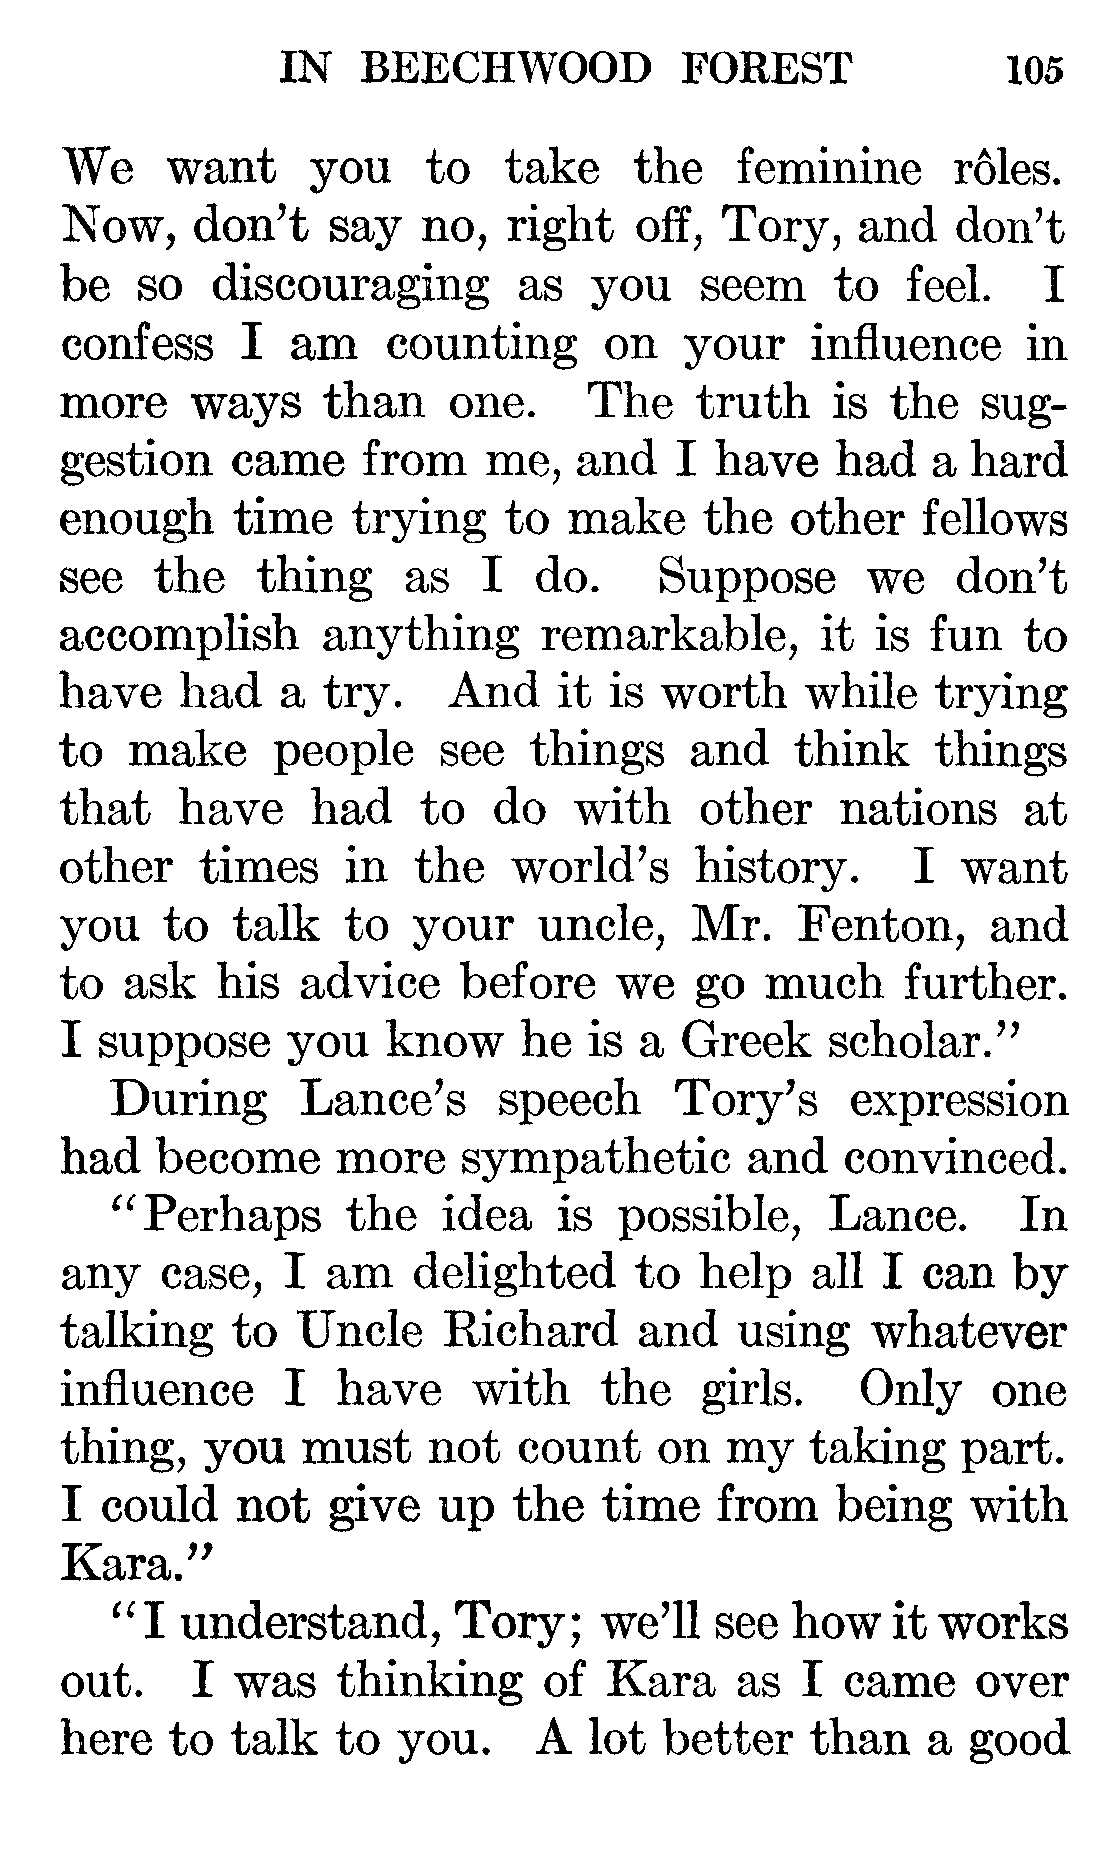 IN BEECHWOOD FOREST 105
We want you to take the feminine rôles.
Now, don't say no, right off, Tory, and don't
be so discouraging as you seem to feel. I
confess I am counting on your influence in
more ways than one. The truth is the sug-
gestion came from me, and I have had a hard
enough time trying to make the other fellows
see the thing as I do. Suppose we don't
accomplish anything remarkable, it is fun to
have had a try. And it is worth while trying
to make people see things and think things
that have had to do with other nations at
other times in the world's history. I want
you to talk to your uncle, Mr. Fenton, and
to ask his advice before we go much further.
I suppose you know he is a Greek scholar."
During Lance's speech Tory's expression
had become more sympathetic and convinced.
"Perhaps the idea is possible, Lance. In
any case, I am delighted to help all I can by
talking to Uncle Richard and using whatever
influence I have with the girls. Only one
thing, you must not count on my taking part.
I could not give up the time from being with
Kara."
"I understand, Tory; we'll see how it works
out. I was thinking of Kara as I came over
here to talk to you. A lot better than a good